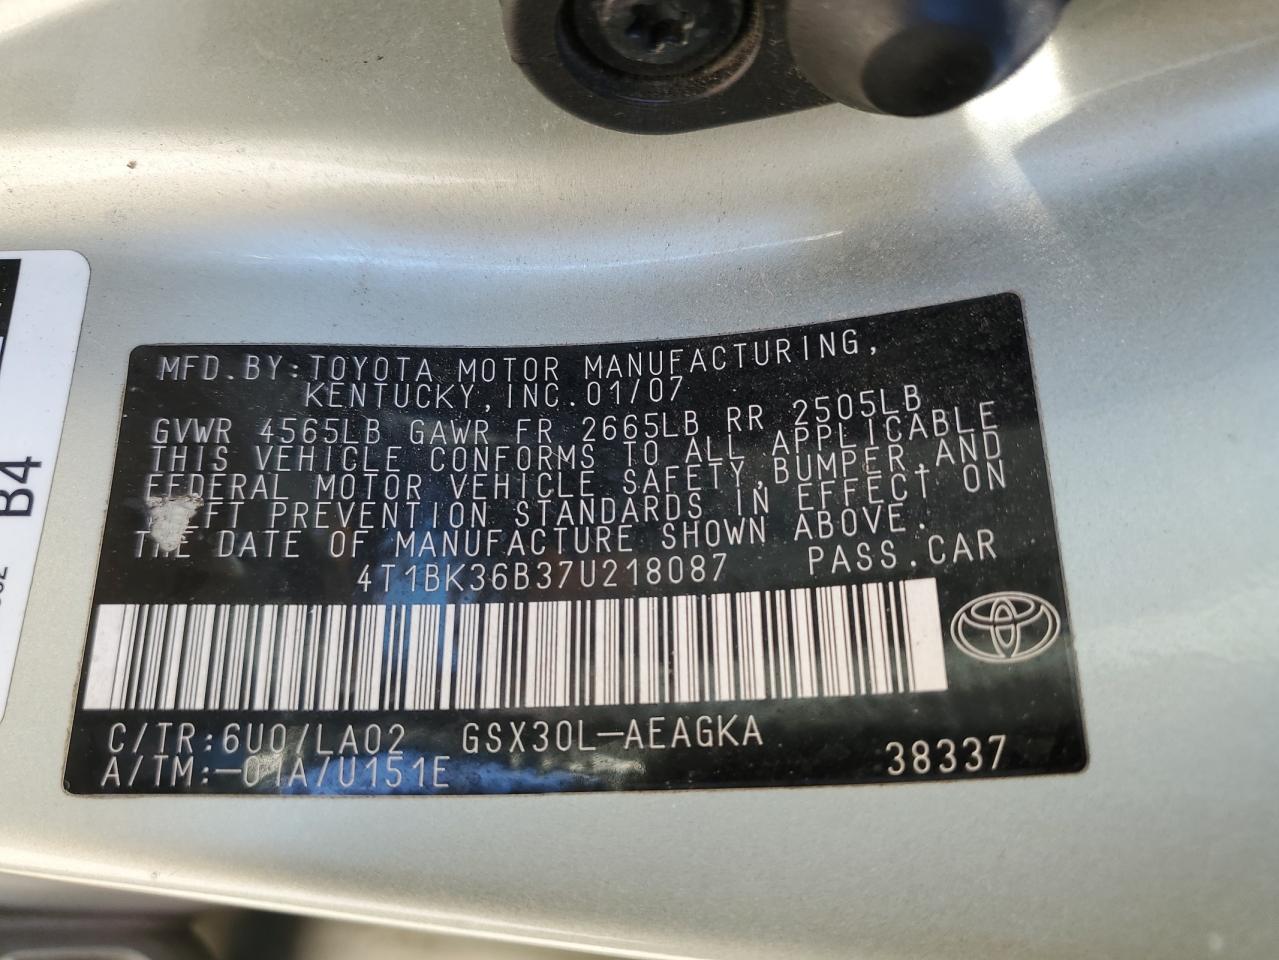 MFD.BY:TOYOTA MOTOR MANUFACTURING,
KENTUCKY,INC.01/07
GVWR 4565LB GAWR FR 2665LB RR 2505LB
THIS VEHICLE CONFORMS TO ALL APPLICABLE
FEDERAL MOTOR VEHICLE SAFETY,BUMPER,AND
THEFT PREVENTION STANDARDS IN EFFECT ON
THE DATE OF MANUFACTURE SHOWN ABOVE.
4T1BK36B37U218087 PASS.CAR
C/TR:6U0/LA02 GSX30L-AEAGKA
A/TM:-01A/U151E 38337
B4